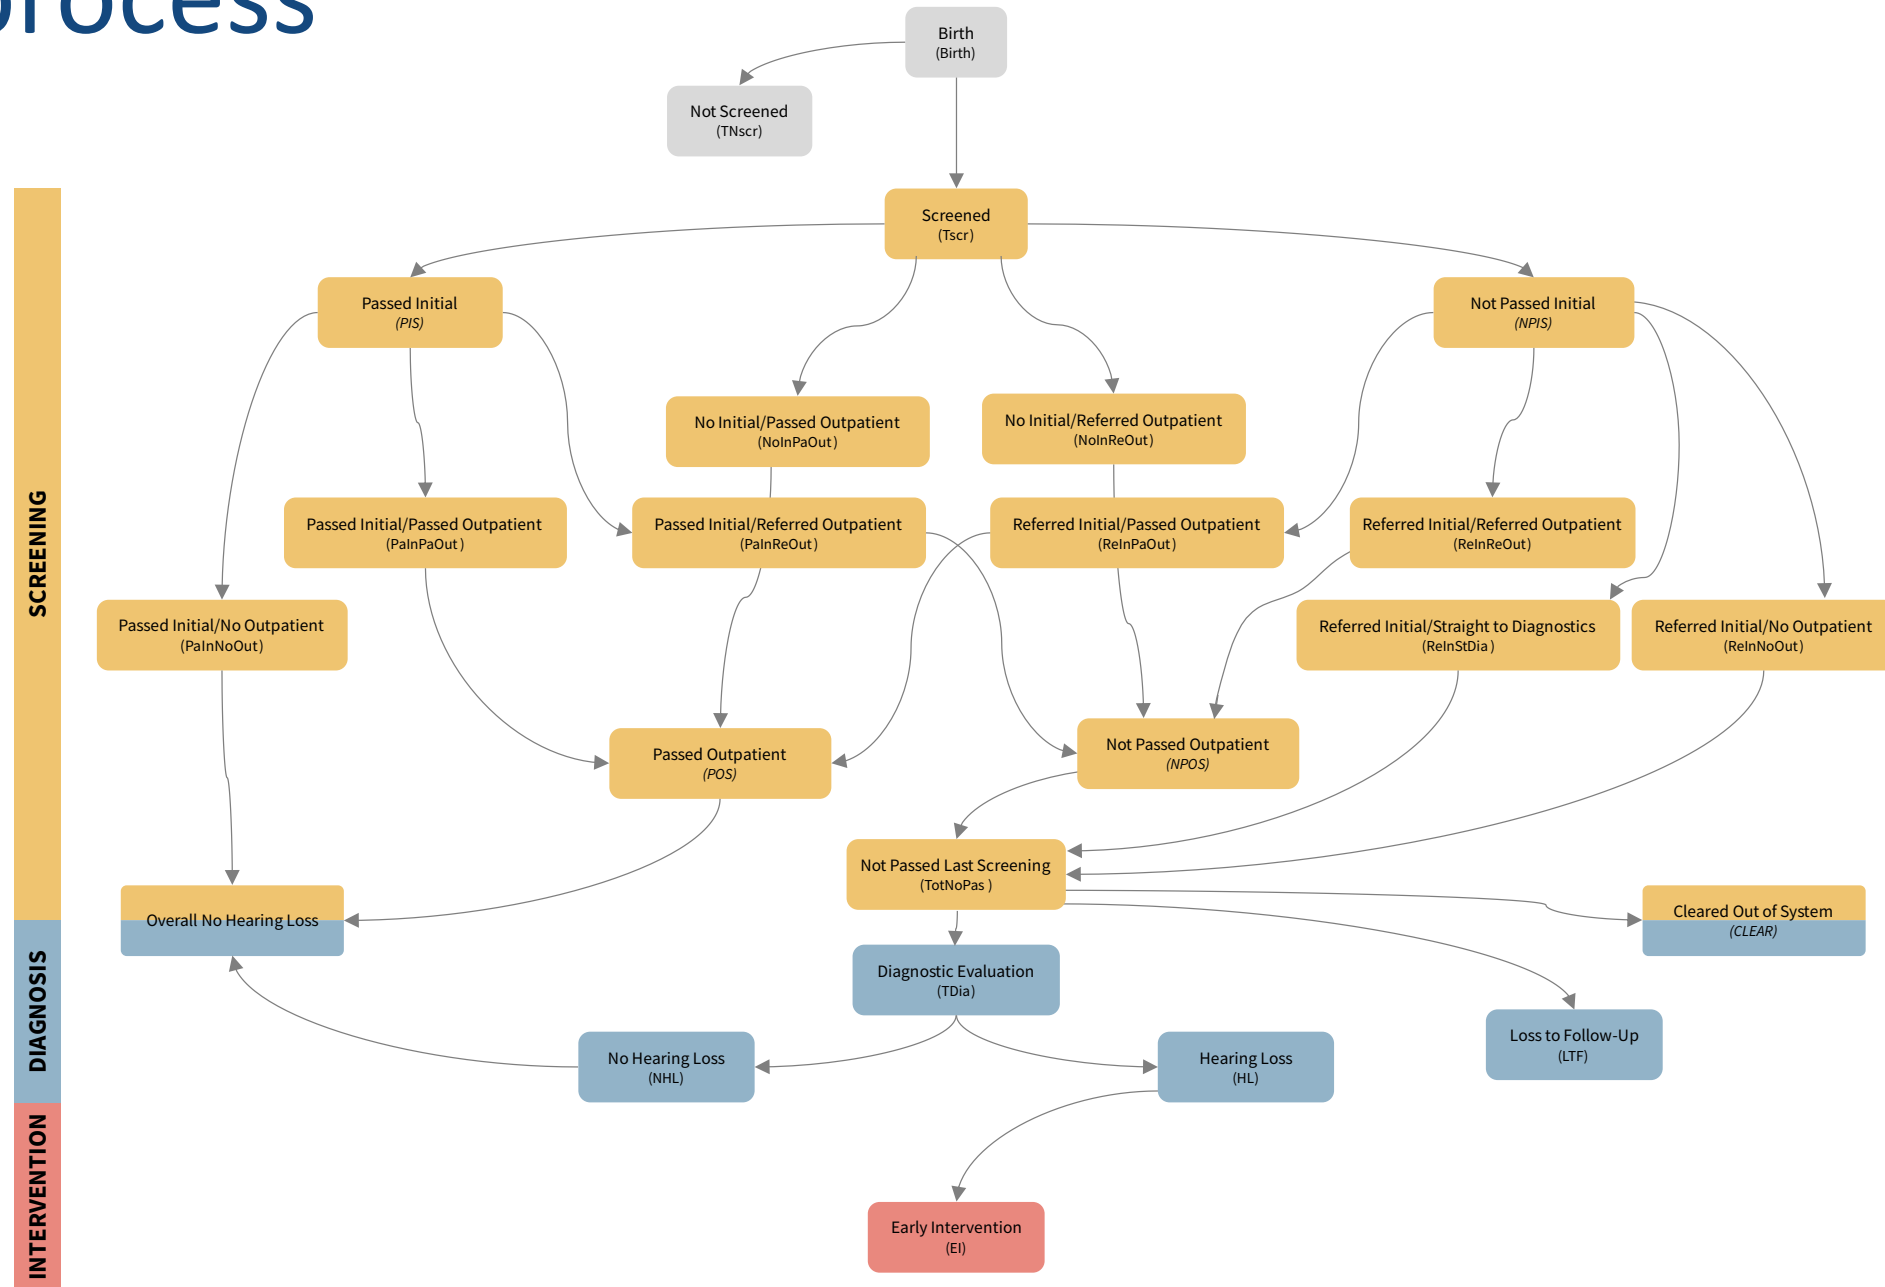 process
Birth
(Birth)
Not Screened
(TNscr)
Screened
(Tscr)
Passed Initial
(PIS)
Not Passed Initial
(NPIS)
No Initial/Passed Outpatient
(NoInPaOut)
No Initial/Referred Outpatient
(NoInReOut)
Passed Initial/Passed Outpatient
(PaInPaOut)
Passed Initial/Referred Outpatient
(PaInReOut)
Referred Initial/Passed Outpatient
(ReInPaOut)
Referred Initial/Referred Outpatient
(ReInReOut)
Passed Initial/No Outpatient
(PaInNoOut)
Referred Initial/Straight to Diagnostics
(ReInStDia )
Referred Initial/No Outpatient
(ReInNoOut)
Passed Outpatient
(POS)
Not Passed Outpatient
(NPOS)
Not Passed Last Screening
(TotNoPas )
Overall No Hearing Loss
Cleared Out of System
(CLEAR)
Diagnostic Evaluation
(TDia)
Loss to Follow-Up
(LTF)
No Hearing Loss
(NHL)
Hearing Loss
(HL)
Early Intervention
(EI)
SCREENING
DIAGNOSIS
INTERVENTION